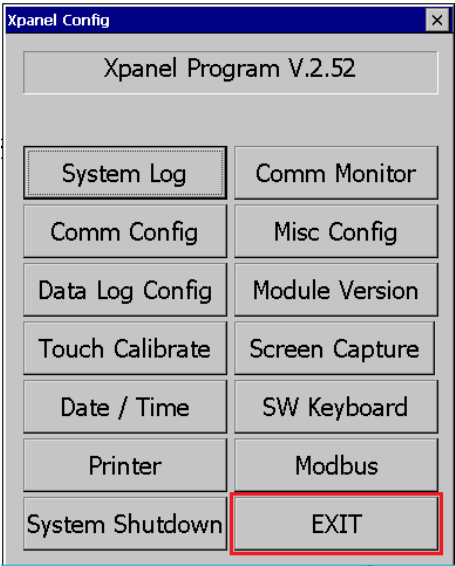 Xpanel Config
Xpanel Program V.2.52
System Log
Comm Monitor
Comm Config
Misc Config
Data Log Config
Module Version
Touch Calibrate
Screen Capture
Date / Time
SW Keyboard
Printer
Modbus
System Shutdown
EXIT